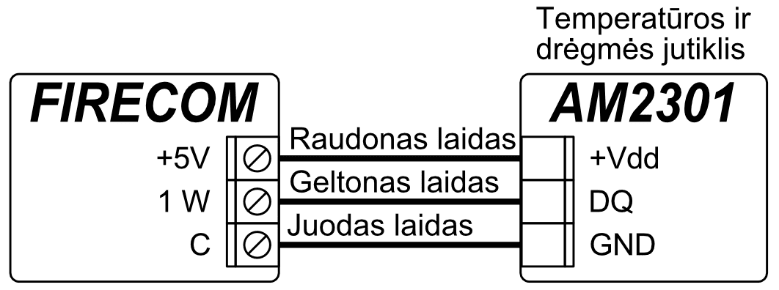 Temperatūros ir
drėgmės jutiklis
FIRECOM
AM2301
+5V
Raudonas laidas
+Vdd
1 W
Geltonas laidas
DQ
C
Juodas laidas
GND